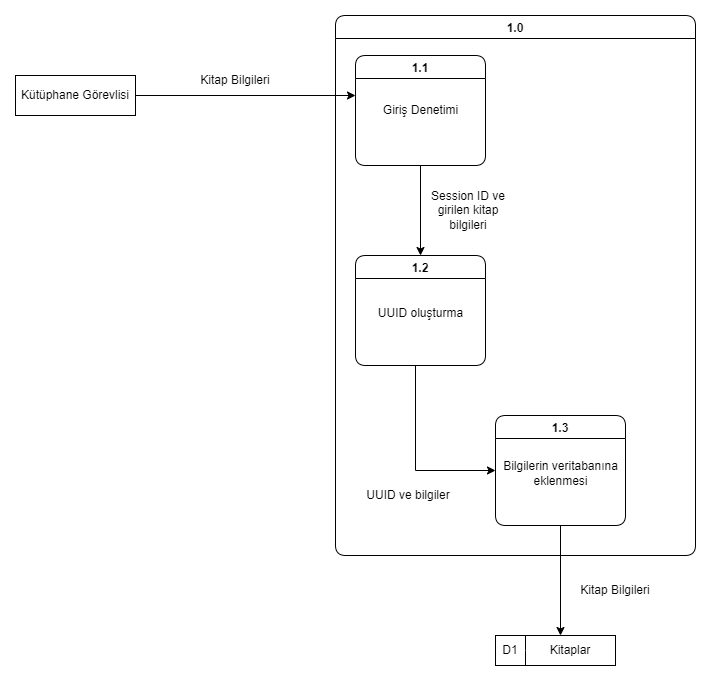 1.0
1.1
Kitap Bilgileri
Kütüphane Görevlisi
Giriş Denetimi
Session ID ve
girilen kitap
bilgileri
1.2
UUID oluşturma
1.3
Bilgilerin veritabanına
eklenmesi
UUID ve bilgiler
Kitap Bilgileri
D1
Kitaplar